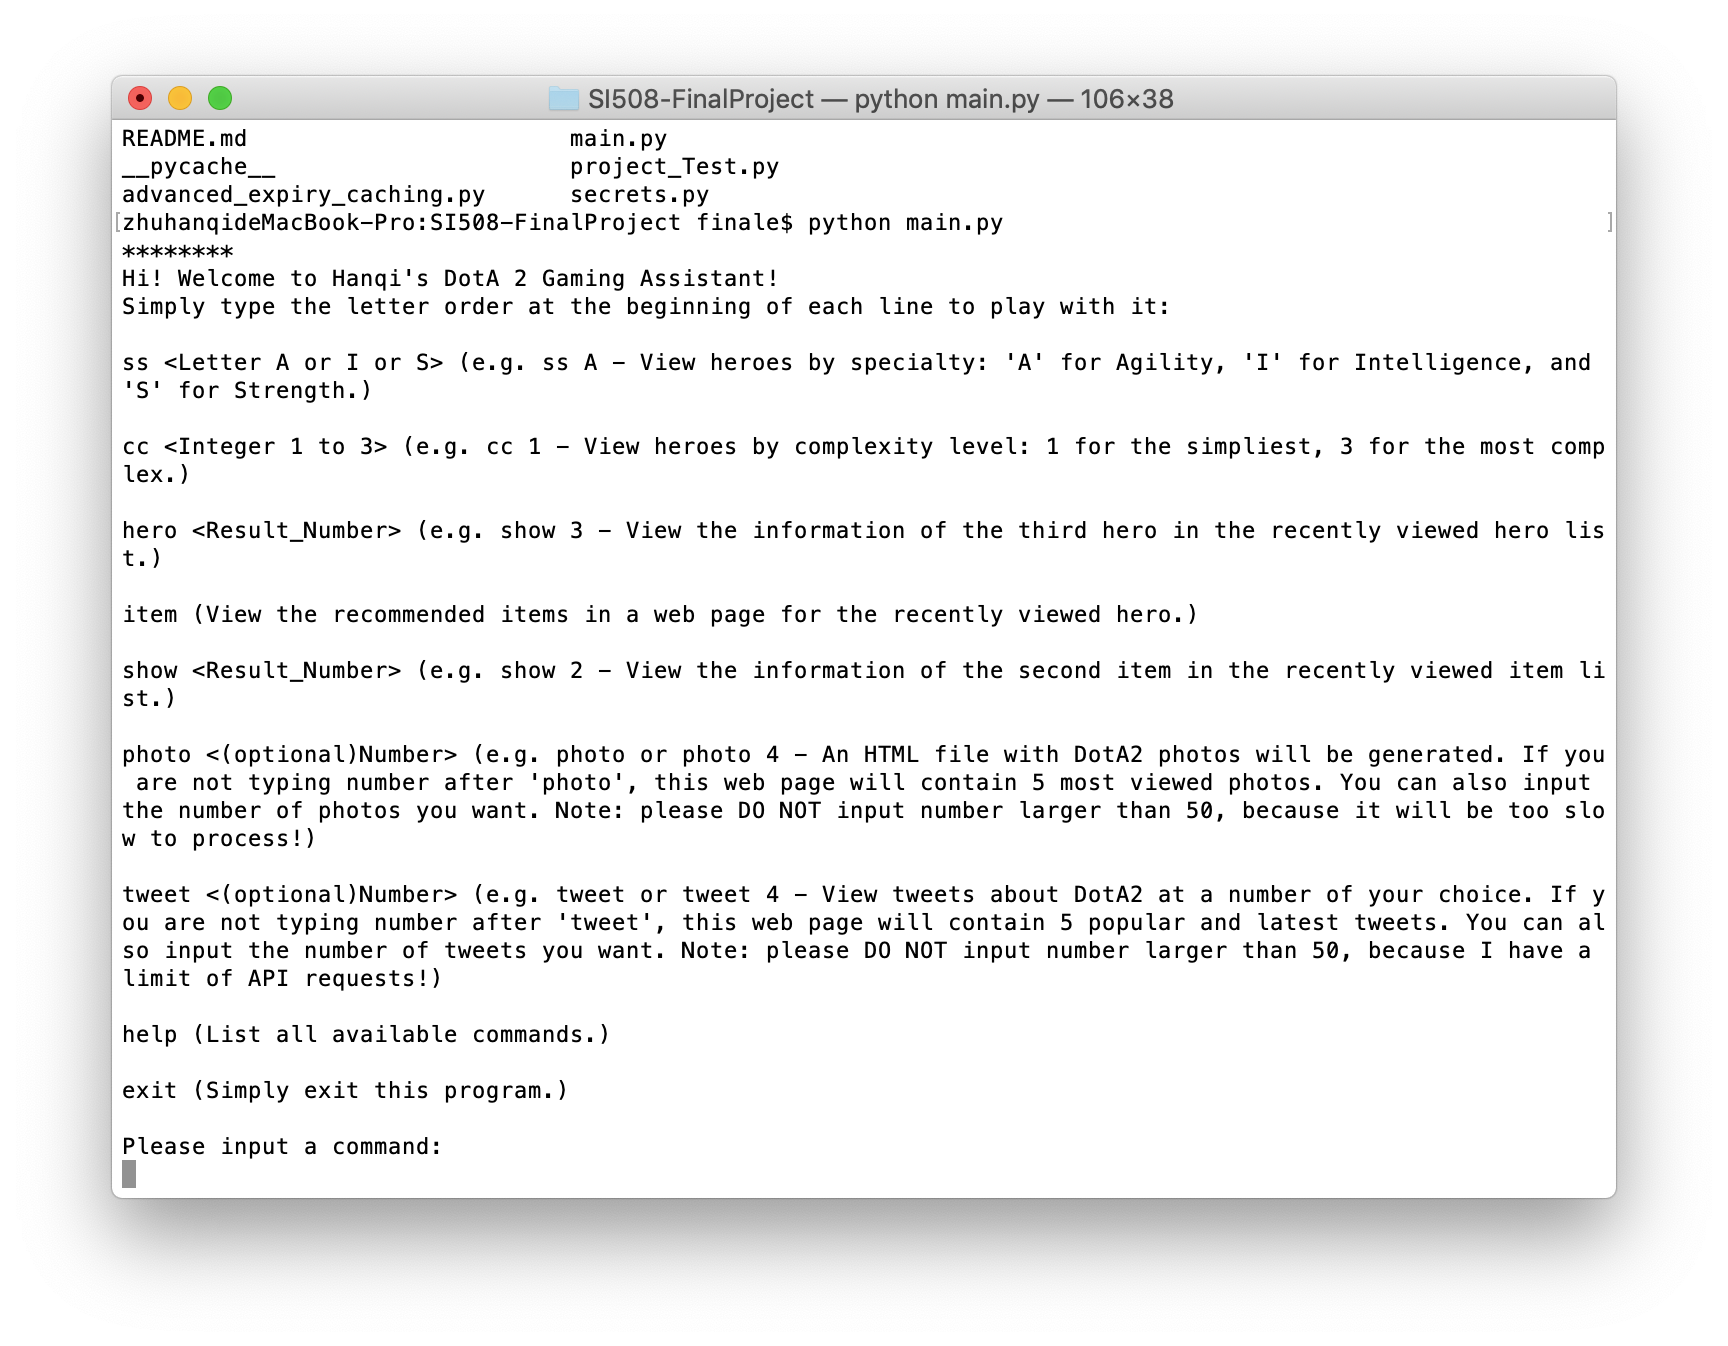 SI508-FinalProject — python main.py — 106×38
README.md main.py
__pycache__ project_Test.py
advanced_expiry_caching.py secrets.py
[zhuhanqideMacBook-Pro:SI508-FinalProject finale$ python main.py ]
********
Hi! Welcome to Hanqi's DotA 2 Gaming Assistant!
Simply type the letter order at the beginning of each line to play with it:
ss <Letter A or I or S> (e.g. ss A – View heroes by specialty: 'A' for Agility, 'I' for Intelligence, and
'S' for Strength.)
cc <Integer 1 to 3> (e.g. cc 1 – View heroes by complexity level: 1 for the simpliest, 3 for the most comp
lex.)
hero <Result_Number> (e.g. show 3 – View the information of the third hero in the recently viewed hero lis
t.)
item (View the recommended items in a web page for the recently viewed hero.)
show <Result_Number> (e.g. show 2 – View the information of the second item in the recently viewed item li
st.)
photo <(optional)Number> (e.g. photo or photo 4 – An HTML file with DotA2 photos will be generated. If you
 are not typing number after 'photo', this web page will contain 5 most viewed photos. You can also input
the number of photos you want. Note: please DO NOT input number larger than 50, because it will be too slo
w to process!)
tweet <(optional)Number> (e.g. tweet or tweet 4 – View tweets about DotA2 at a number of your choice. If y
ou are not typing number after 'tweet', this web page will contain 5 popular and latest tweets. You can al
so input the number of tweets you want. Note: please DO NOT input number larger than 50, because I have a
limit of API requests!)
help (List all available commands.)
exit (Simply exit this program.)
Please input a command: